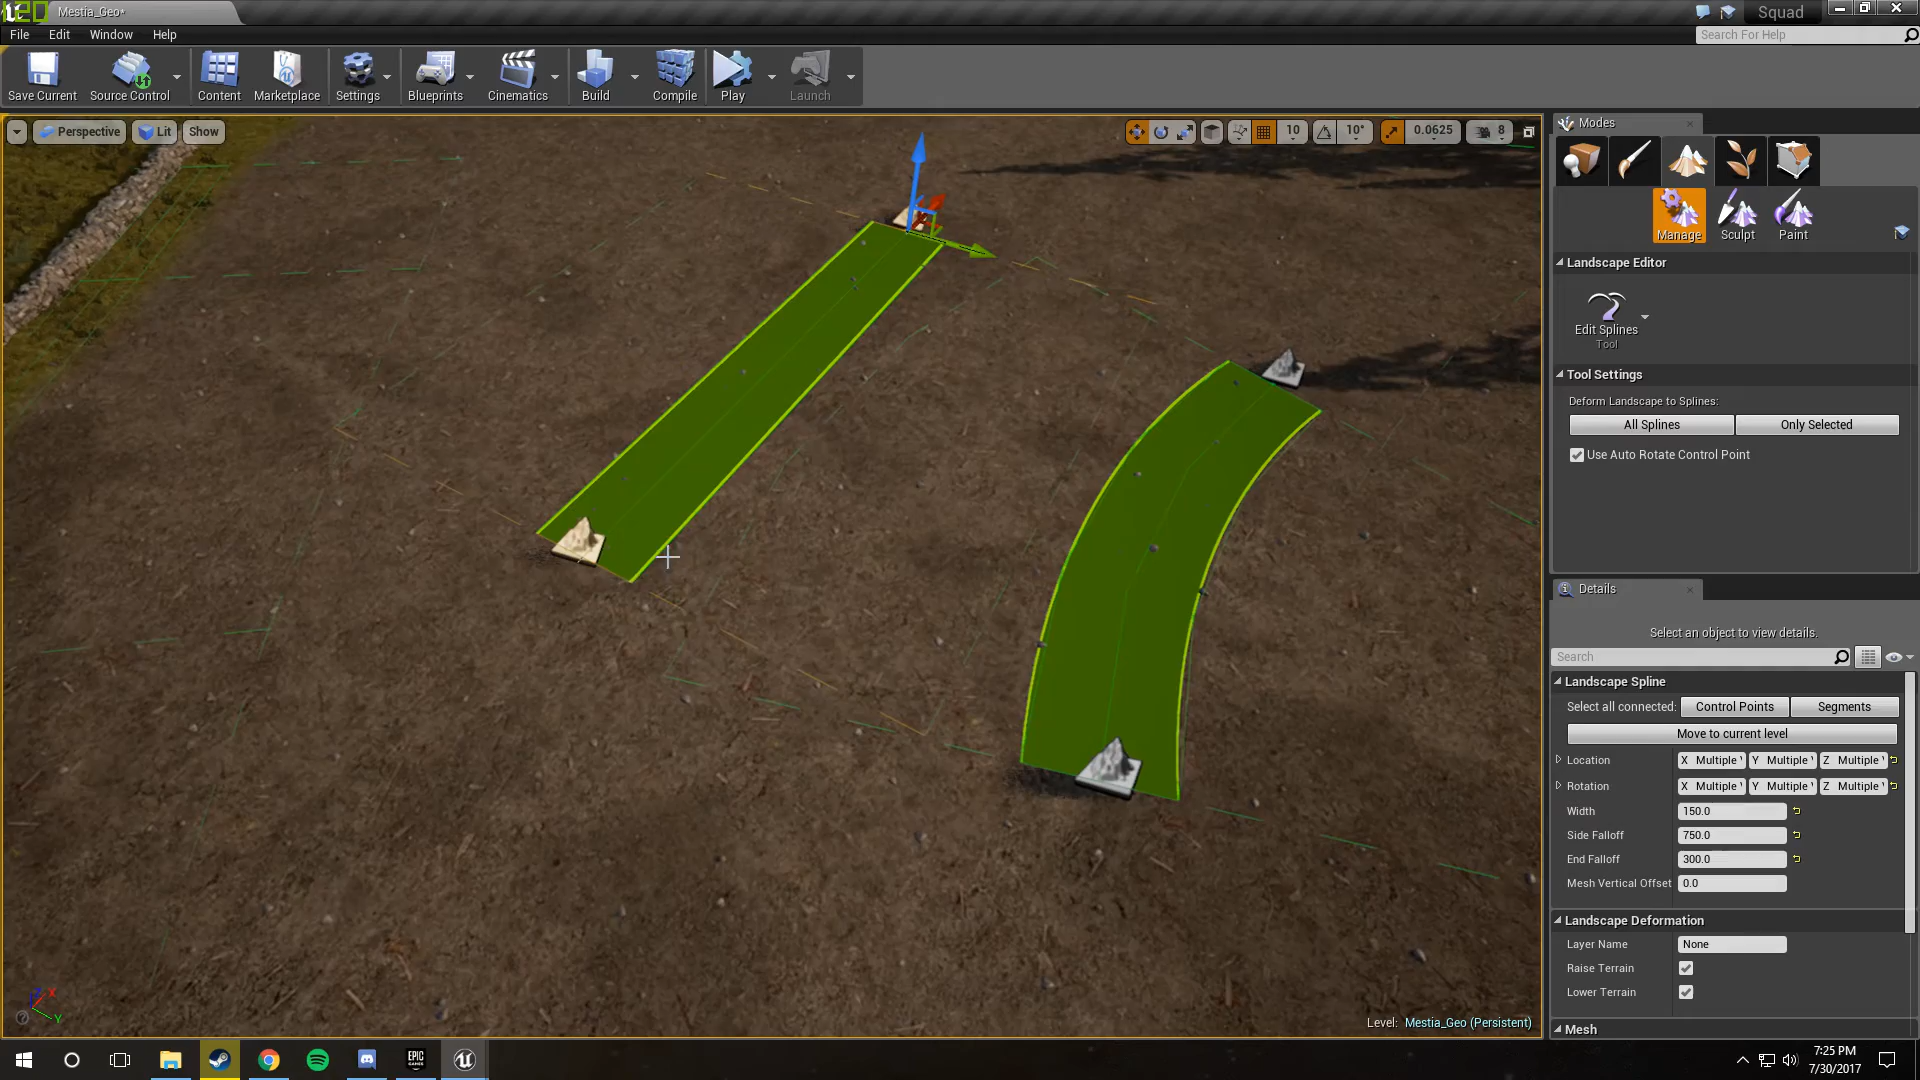 120
Mestia_Geo*
Squad
File Edit Window Help
Search For Help
Save Current Source Control Content Marketplace Settings Blueprints Cinematics Build Compile Play Launch
Perspective Lit Show
10 10° 0.0625 8
Modes
Manage Sculpt Paint
Landscape Editor
Edit Splines
Tool
Tool Settings
Deform Landscape to Splines:
All Splines Only Selected
Use Auto Rotate Control Point
Details
Select an object to view details.
Search
Landscape Spline
Select all connected: Control Points Segments
Move to current level
Location X Multiple Y Multiple Z Multiple
Rotation X Multiple Y Multiple Z Multiple
Width 150.0
Side Falloff 750.0
End Falloff 300.0
Mesh Vertical Offset 0.0
Landscape Deformation
Layer Name None
Raise Terrain
Lower Terrain
Mesh
Z X
Y
Level: Mestia_Geo (Persistent)
EPIC
GAMES
7:25 PM
7/30/2017